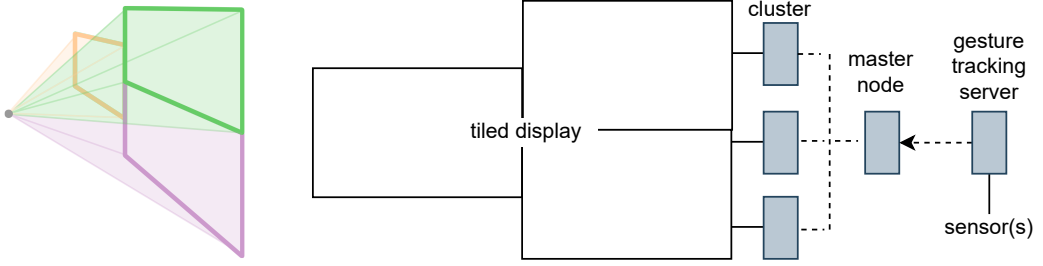 cluster
gesture
tracking
server
master
node
tiled display
sensor(s)